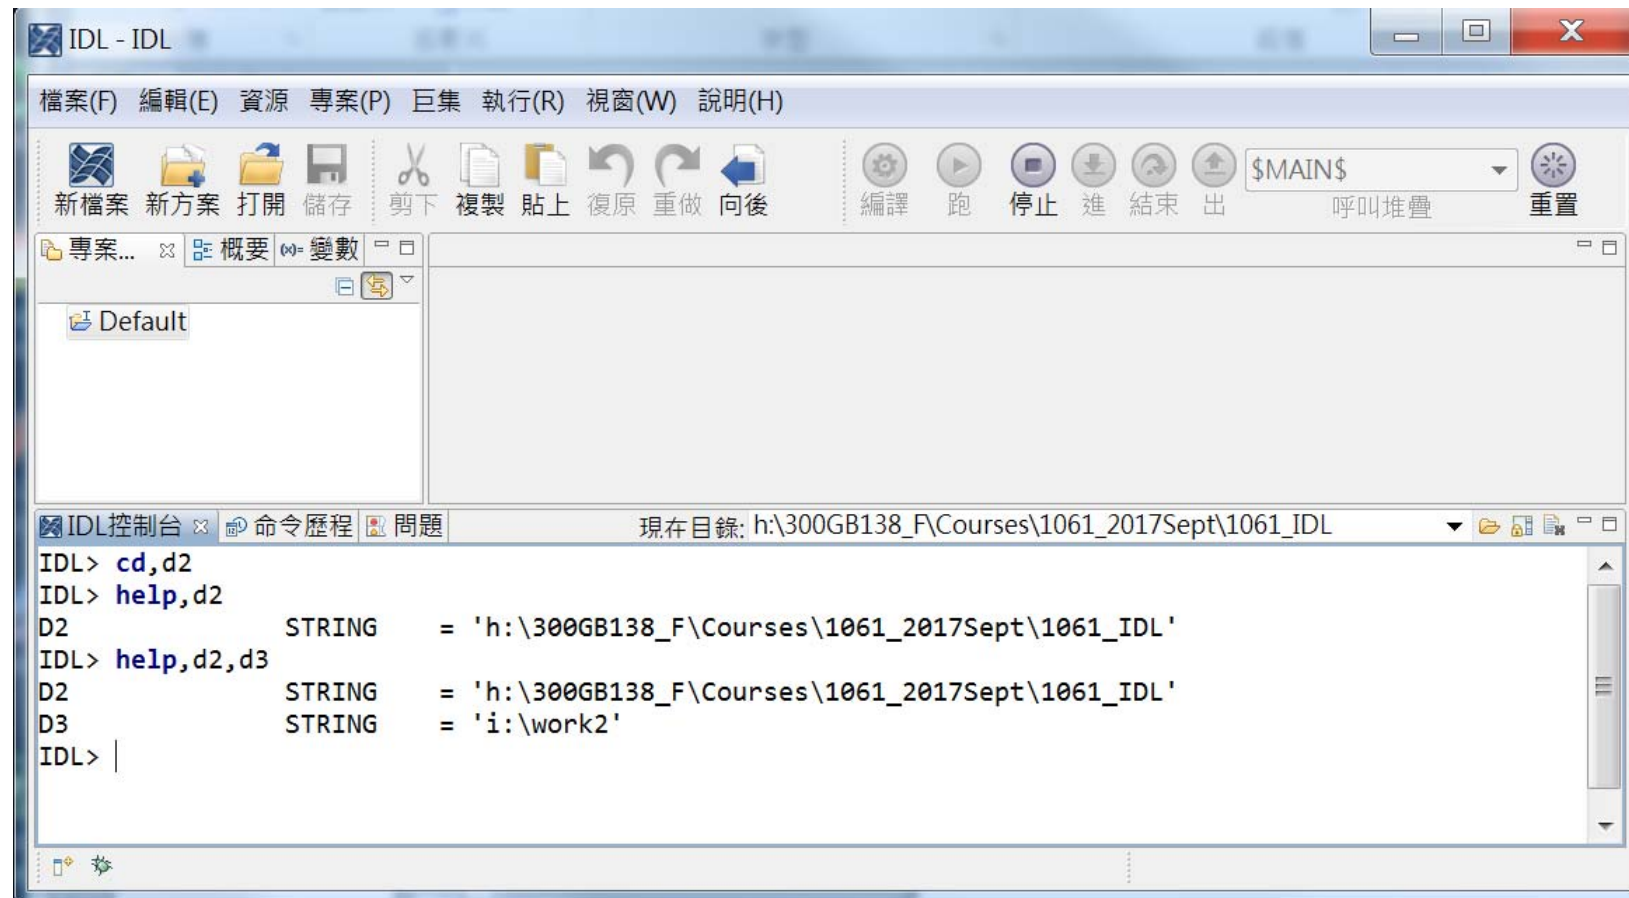 IDL - IDL
檔案(F) 編輯(E) 資源 專案(P) 巨集 執行(R) 視窗(W) 說明(H)
新檔案 新方案 打開 儲存 剪下 複製 貼上 復原 重做 向後 編譯 跑 停止 進 結束 出 $MAIN$ 呼叫堆疊 重置
專案... 概要 (x)= 變數
Default
IDL控制台 命令歷程 問題 現在目錄: h:\300GB138_F\Courses\1061_2017Sept\1061_IDL
IDL> cd,d2
IDL> help,d2
D2 STRING = 'h:\300GB138_F\Courses\1061_2017Sept\1061_IDL'
IDL> help,d2,d3
D2 STRING = 'h:\300GB138_F\Courses\1061_2017Sept\1061_IDL'
D3 STRING = 'i:\work2'
IDL>